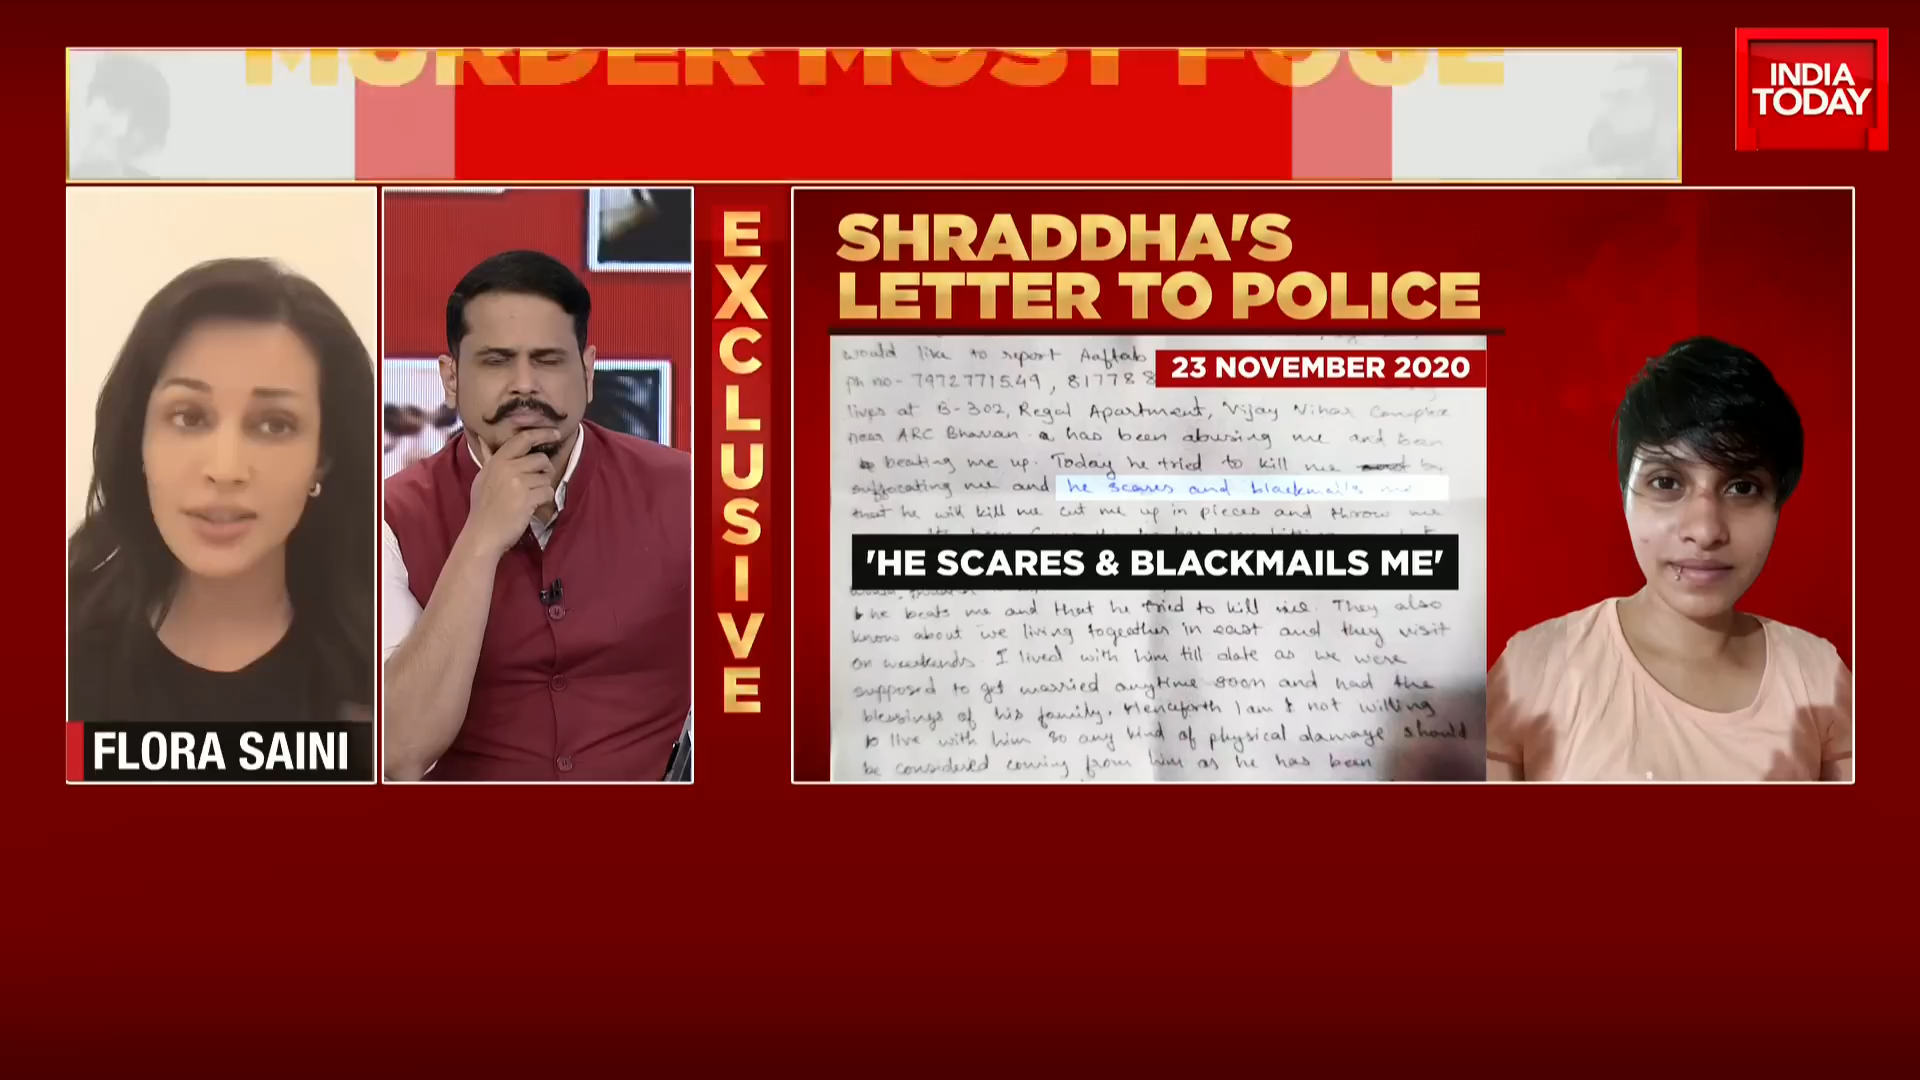 MURDER MOST FOUL
INDIA
TODAY
EXCLUSIVE
FLORA SAINI
SHRADDHA'S
LETTER TO POLICE
23 NOVEMBER 2020
would like to report Aaftab
ph no- 7972771549, 81778 8
lives at B-302, Regal Apartment, Vijay Vihar Complex
near ARC Bhavan has been abusing me and been
beating me up. Today he tried to kill me by
suffocating me and he scares and blackmails me
that he will kill me cut me up in pieces and throw me
'HE SCARES & BLACKMAILS ME'
he beats me and that he tried to kill me. They also
know about we living together in east and they visit
on weekends. I lived with him till date as we were
supposed to get married anytime soon and had the
blessings of his family. Henceforth I am not willing
to live with him so any kind of physical damage should
be considered coming from him as he has been